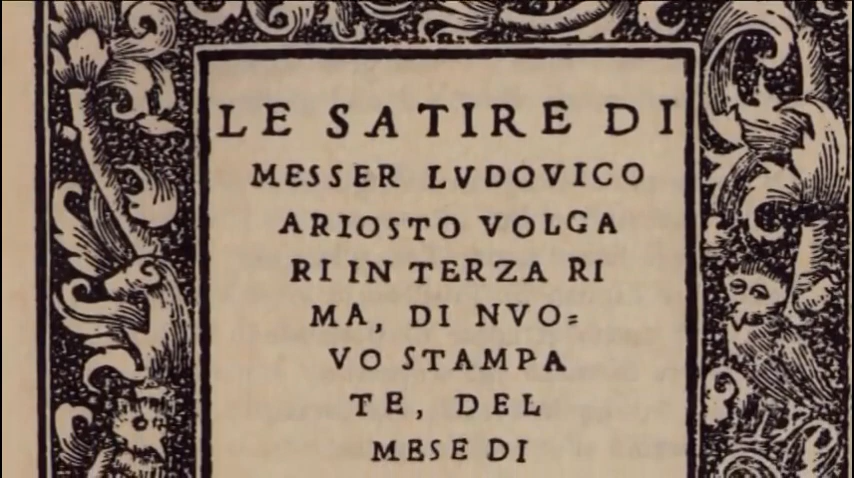 LE SATIRE DI
MESSER LVDOVICO
ARIOSTO VOLGA
RI IN TERZA RI
MA, DI NVO=
VO STAMPA
TE, DEL
MESE DI